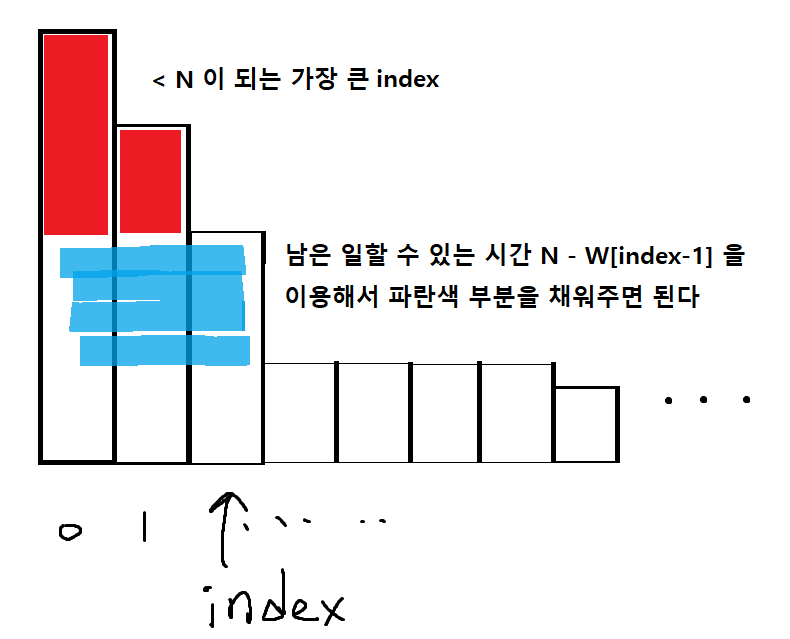 < N 이 되는 가장 큰 index
남은 일할 수 있는 시간 N - W[index-1] 을
이용해서 파란색 부분을 채워주면 된다
0 1
index